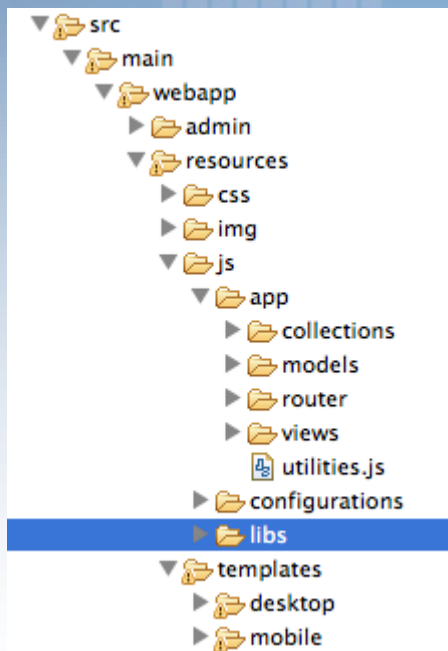 src
main
webapp
admin
resources
css
img
js
app
collections
models
router
views
utilities.js
configurations
libs
templates
desktop
mobile